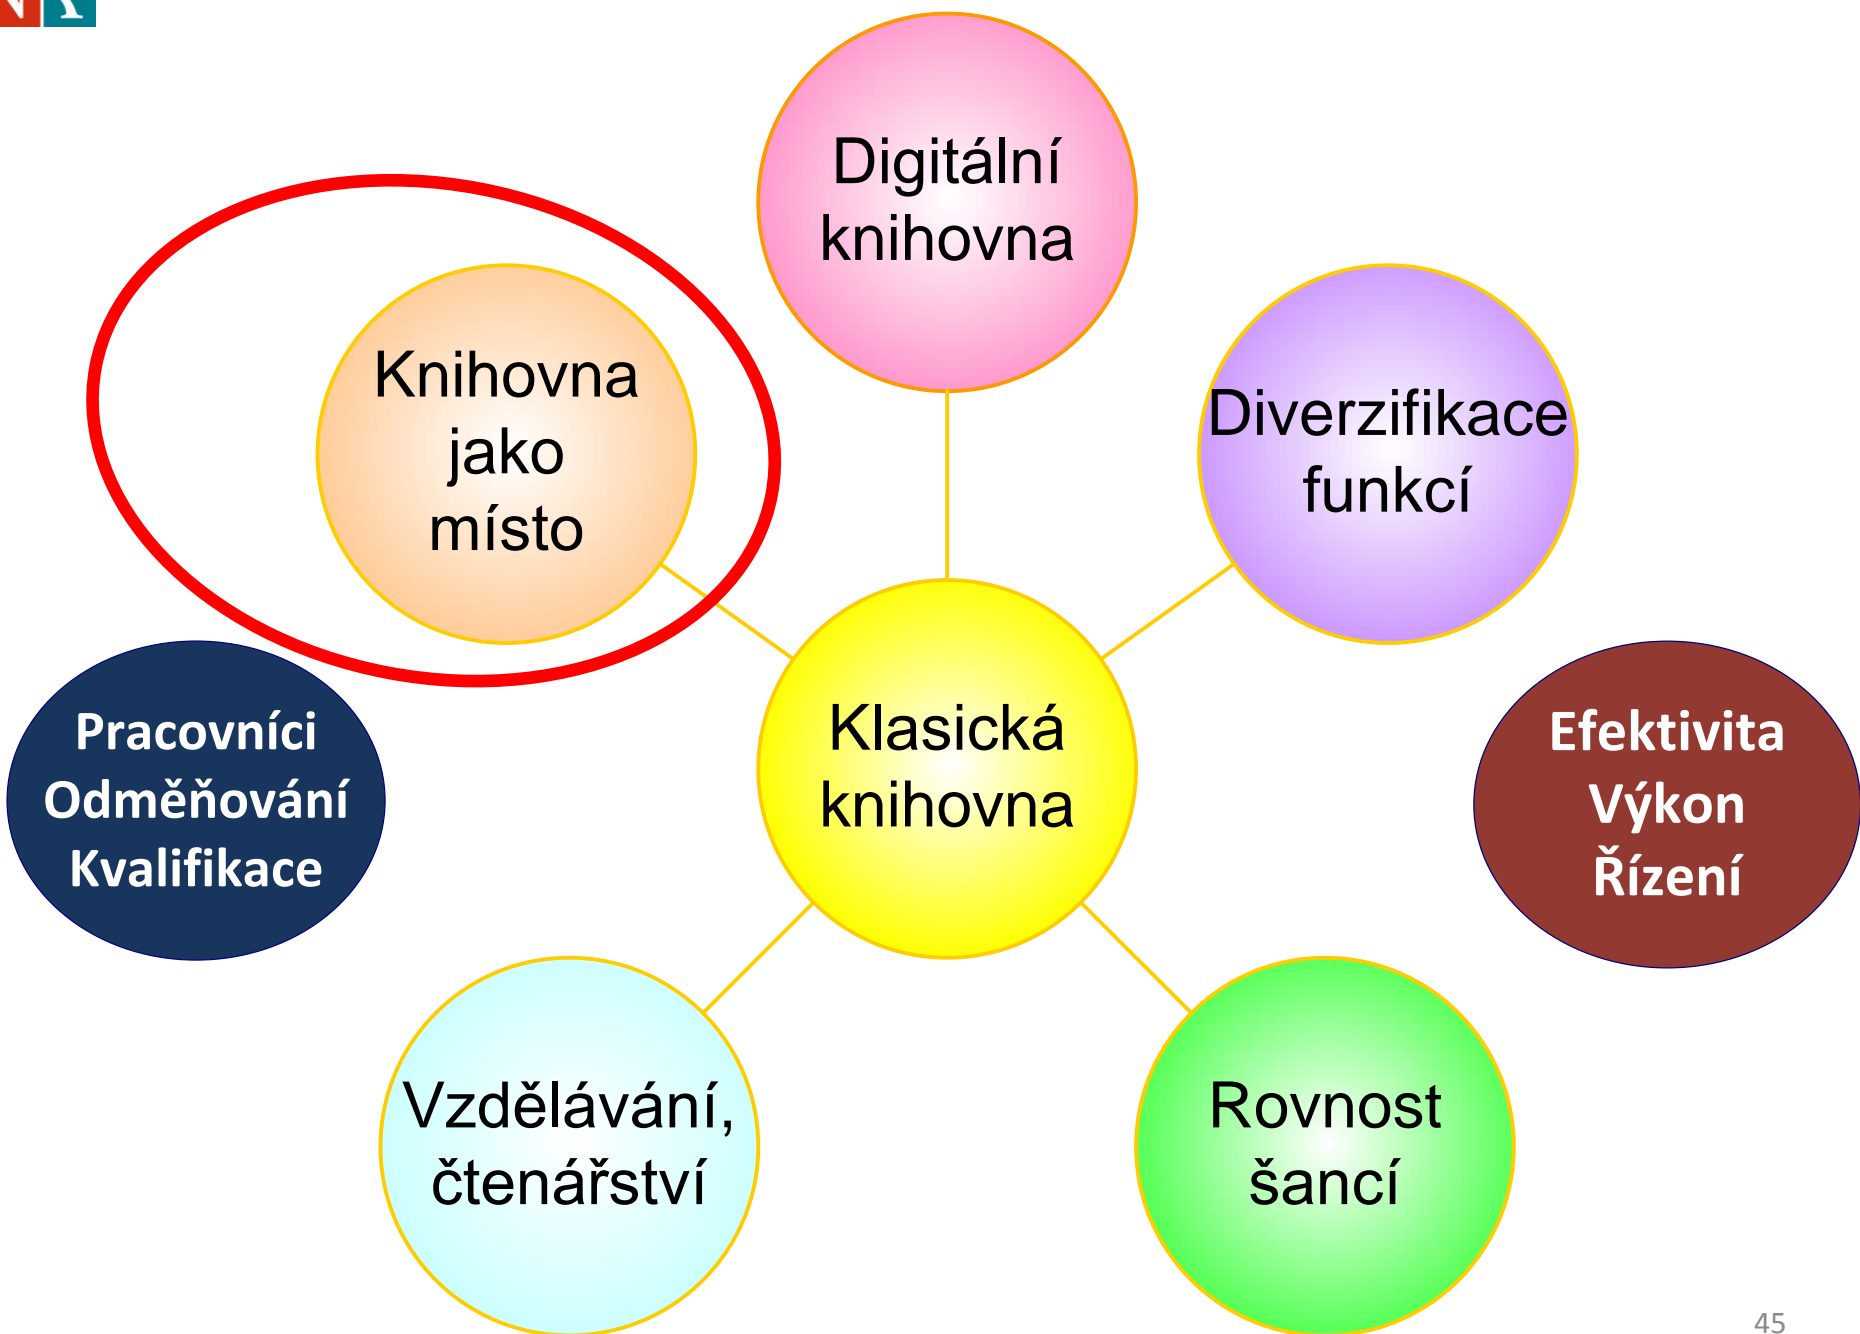 Digitální
knihovna
Knihovna
jako
místo
Diverzifikace
funkcí
Klasická
knihovna
Pracovníci
Odměňování
Kvalifikace
Efektivita
Výkon
Řízení
Vzdělávání,
čtenářství
Rovnost
šancí
45